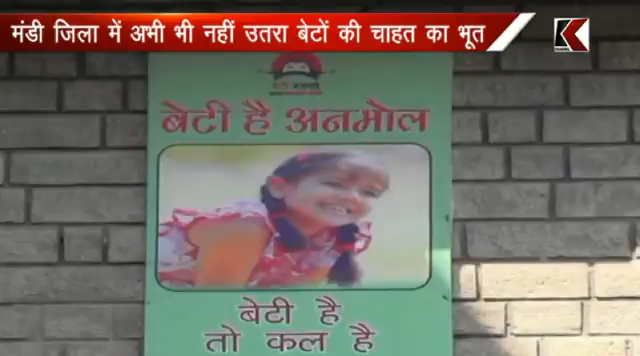 मंडी जिला में अभी भी नहीं उतरा बेटों की चाहत का भूत
K
बेटी है अनमोल
बेटी है
तो कल है